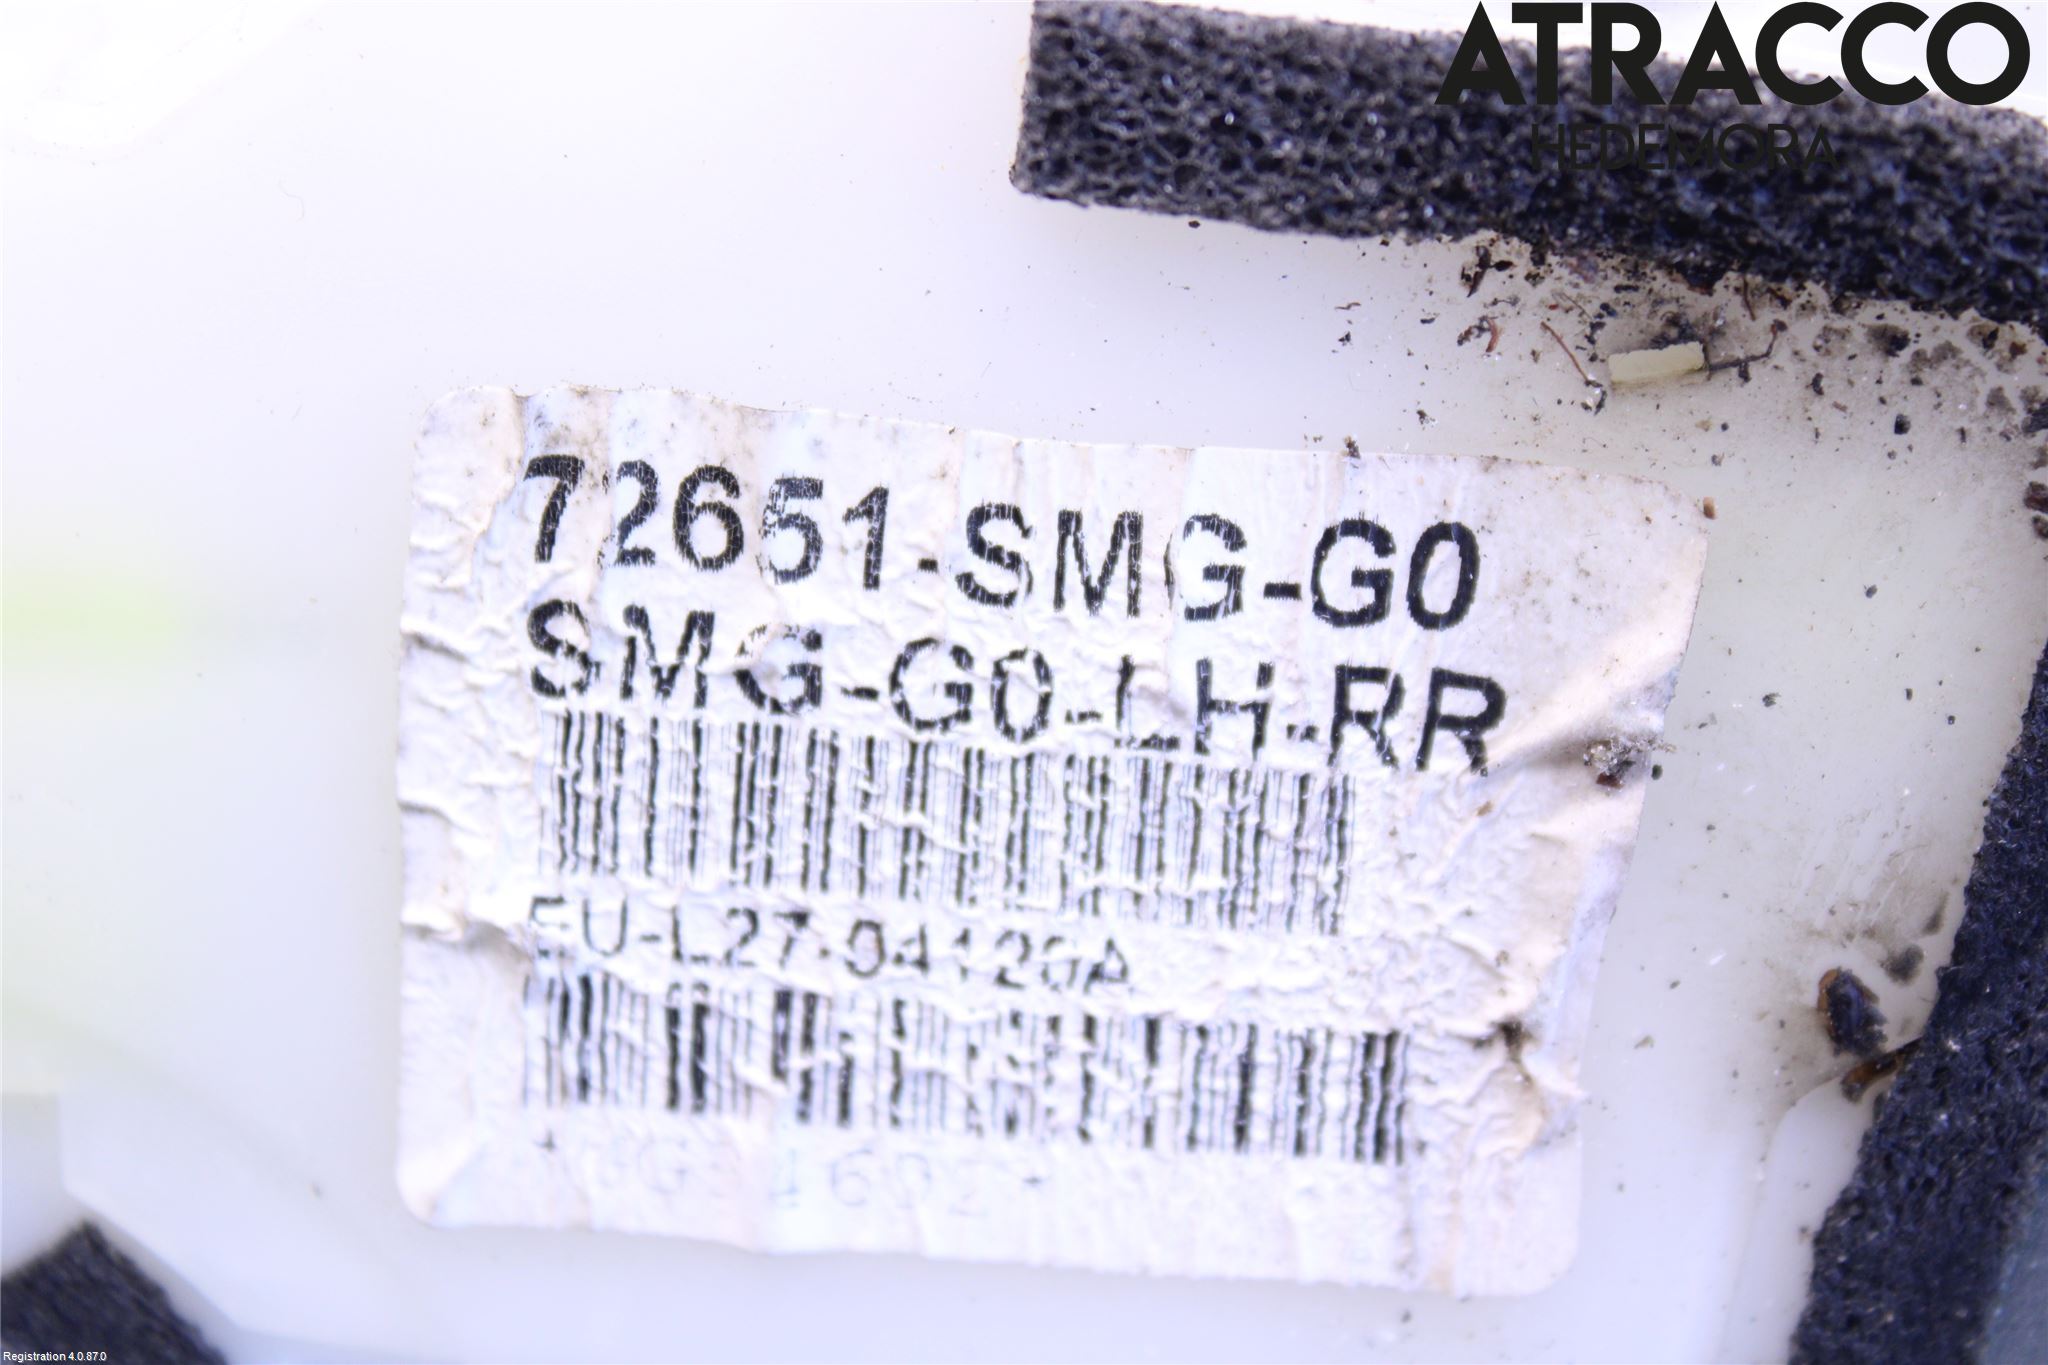 ATRACCO
HEDEMORA
72651-SMG-G0
SMG-G0-LH-RR
Registration 4.0.87.0